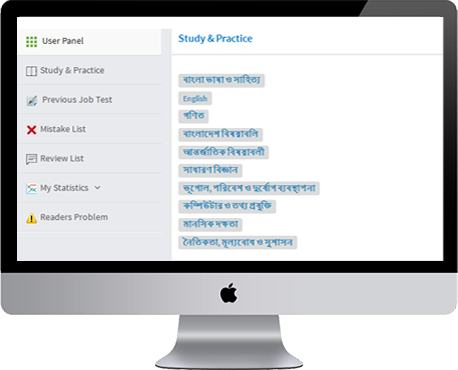 User Panel
Study & Practice
Previous Job Test
Mistake List
Review List
My Statistics
Readers Problem
Study & Practice
বাংলা ভাষা ও সাহিত্য
English
গণিত
বাংলাদেশ বিষয়াবলি
আন্তর্জাতিক বিষয়াবলী
সাধারণ বিজ্ঞান
ভূগোল, পরিবেশ ও দুর্যোগ ব্যবস্থাপনা
কম্পিউটার ও তথ্য প্রযুক্তি
মানসিক দক্ষতা
নৈতিকতা, মূল্যবোধ ও সুশাসন